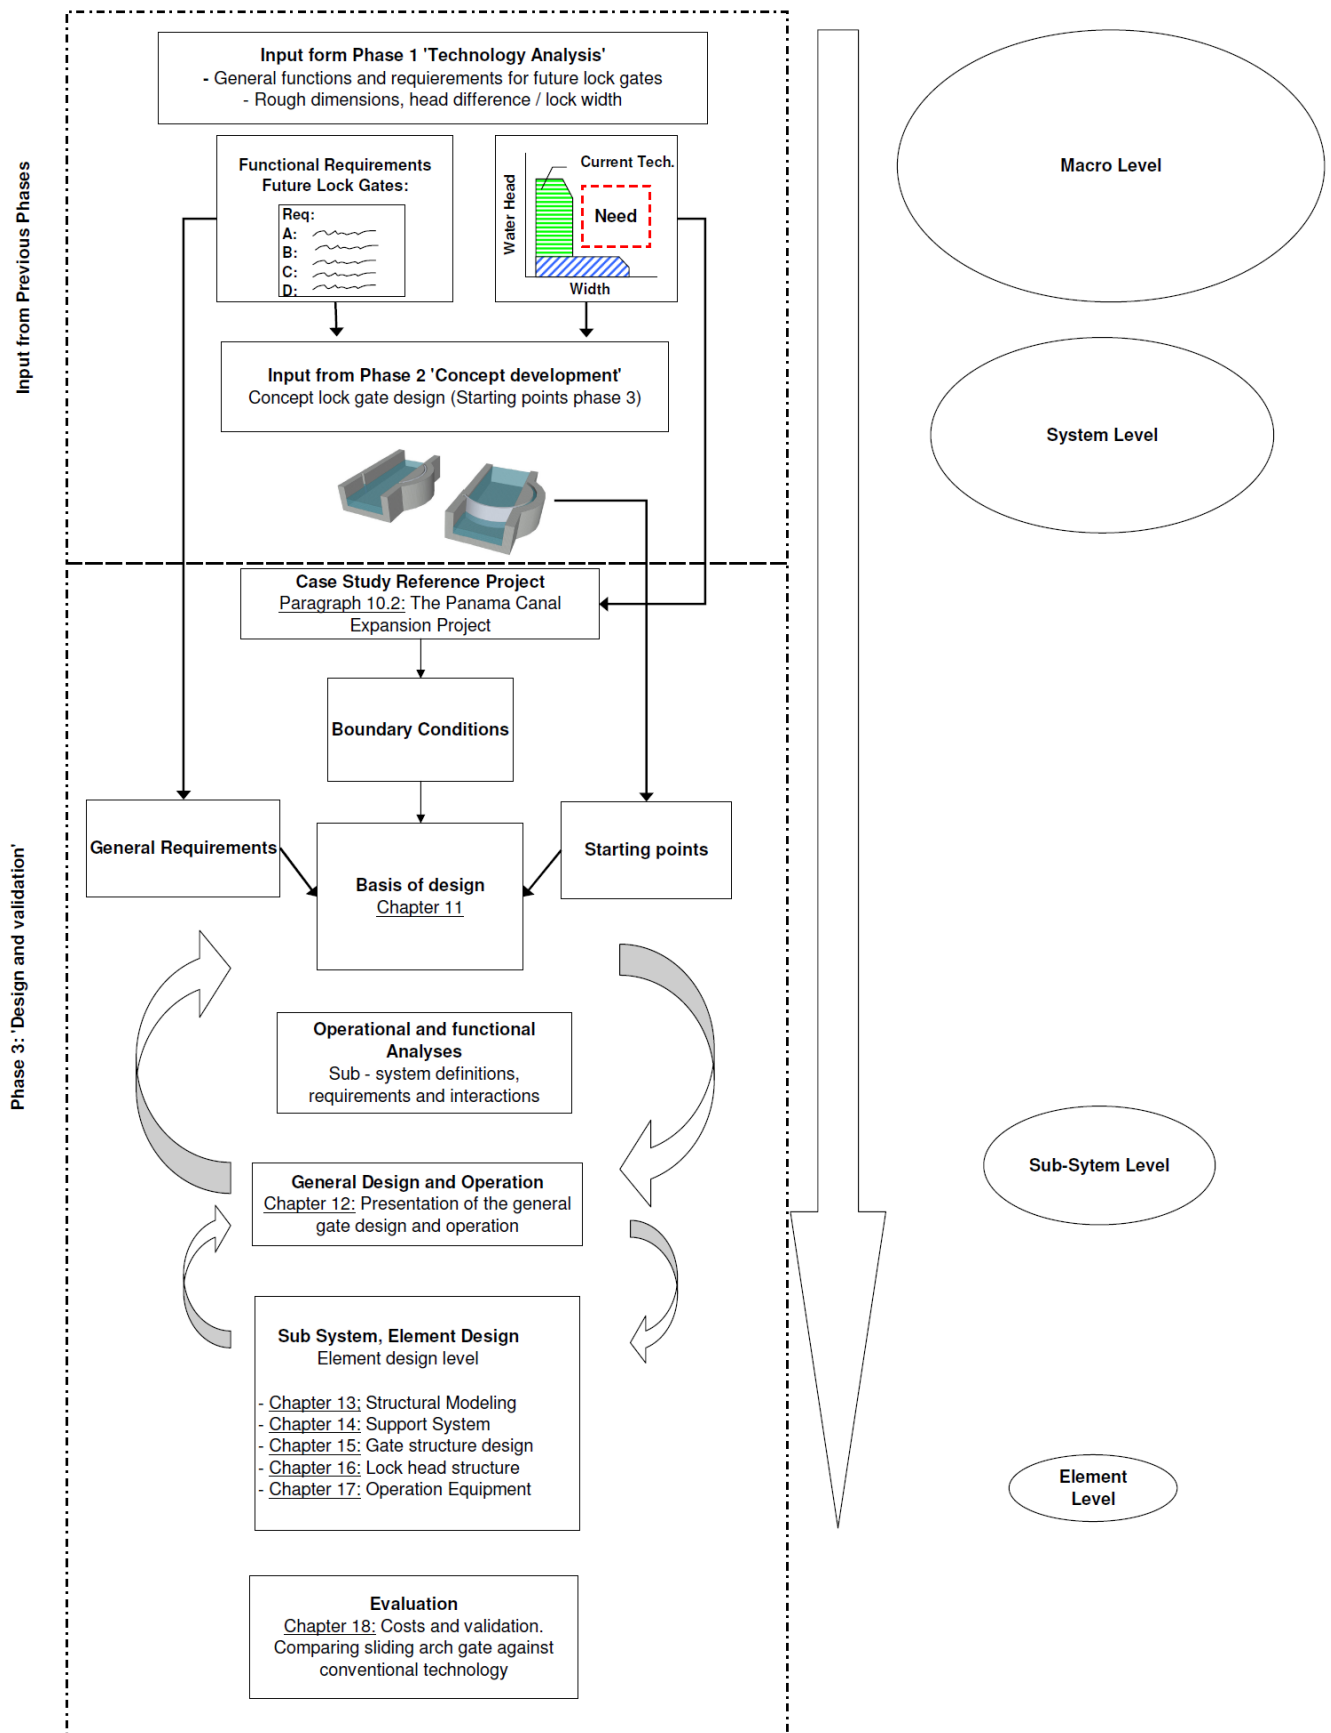 Input form Phase 1 'Technology Analysis'
- General functions and requierements for future lock gates
- Rough dimensions, head difference / lock width
Macro Level
Input from Previous Phases
Functional Requirements
Future Lock Gates:
Req:
A:
B:
C:
D:
Current Tech.
Water Head
Need
Width
Input from Phase 2 'Concept development'
Concept lock gate design (Starting points phase 3)
System Level
Case Study Reference Project
Paragraph 10.2: The Panama Canal
Expansion Project
Boundary Conditions
Phase 3: 'Design and validation'
General Requirements
Starting points
Basis of design
Chapter 11
Operational and functional
Analyses
Sub - system definitions,
requirements and interactions
General Design and Operation
Chapter 12: Presentation of the general
gate design and operation
Sub-Sytem Level
Sub System, Element Design
Element design level
- Chapter 13; Structural Modeling
- Chapter 14: Support System
- Chapter 15: Gate structure design
- Chapter 16: Lock head structure
- Chapter 17: Operation Equipment
Element
Level
Evaluation
Chapter 18: Costs and validation.
Comparing sliding arch gate against
conventional technology